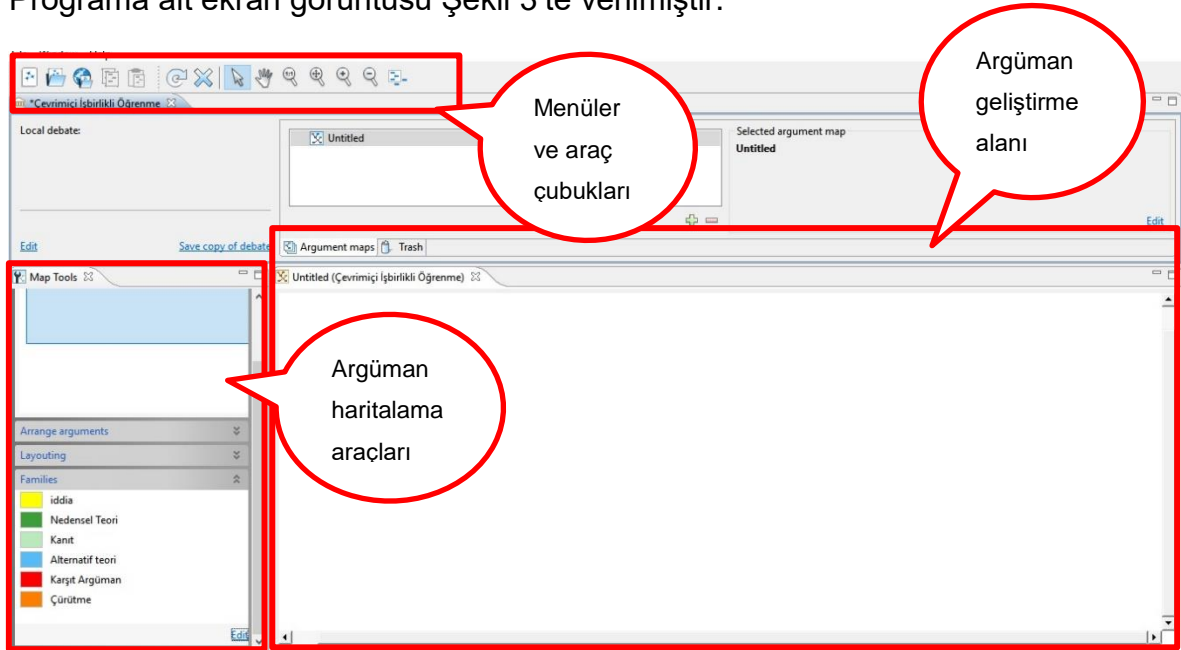 Programa ait ekran görüntüsü Şekil 3'te verilmiştir.
Argüman
geliştirme
alanı
Menüler
ve araç
çubukları
*Çevrimiçi İşbirlikli Öğrenme
Local debate:
Untitled
Selected argument map
Untitled
Edit
Edit
Save copy of debate
Argument maps
Trash
Map Tools
Untitled (Çevrimiçi İşbirlikli Öğrenme)
Argüman
haritalama
araçları
Arrange arguments
Layouting
Families
iddia
Nedensel Teori
Kanıt
Alternatif teori
Karşıt Argüman
Çürütme
Edit